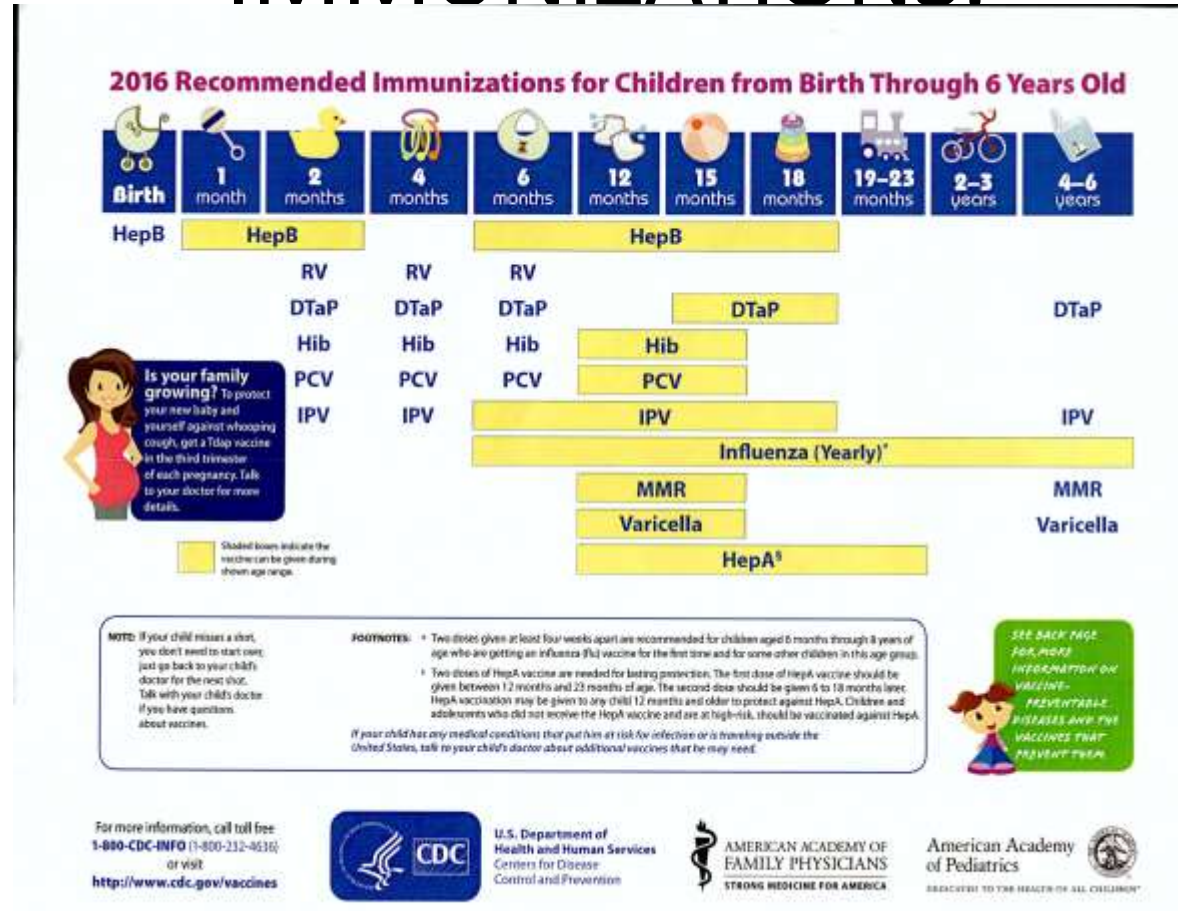 IMMUNIZATIONS.
2016 Recommended Immunizations for Children from Birth Through 6 Years Old
Birth
1 month
2 months
4 months
6 months
12 months
15 months
18 months
19–23 months
2–3 years
4–6 years
HepB HepB HepB
RV RV RV
DTaP DTaP DTaP DTaP DTaP
Hib Hib Hib Hib
PCV PCV PCV PCV
IPV IPV IPV IPV
Influenza (Yearly)*
MMR MMR
Varicella Varicella
HepA§
Is your family
growing? To protect
your new baby and
yourself against whooping
cough, get a Tdap vaccine
in the third trimester
of each pregnancy. Talk
to your doctor for more
details.
Shaded boxes indicate the
vaccine can be given during
shown age range.
NOTE: If your child misses a shot,
you don't need to start over,
just go back to your child's
doctor for the next shot.
Talk with your child's doctor
if you have questions
about vaccines.
FOOTNOTES: * Two doses given at least four weeks apart are recommended for children aged 6 months through 8 years of
age who are getting an influenza (flu) vaccine for the first time and for some other children in this age group.
§ Two doses of HepA vaccine are needed for lasting protection. The first dose of HepA vaccine should be
given between 12 months and 23 months of age. The second dose should be given 6 to 18 months later.
HepA vaccination may be given to any child 12 months and older to protect against HepA. Children and
adolescents who did not receive the HepA vaccine and are at high-risk, should be vaccinated against HepA.
If your child has any medical conditions that put him at risk for infection or is traveling outside the
United States, talk to your child's doctor about additional vaccines that he may need.
SEE BACK PAGE
FOR MORE
INFORMATION ON
VACCINE-
PREVENTABLE
DISEASES AND THE
VACCINES THAT
PREVENT THEM.
For more information, call toll free
1-800-CDC-INFO (1-800-232-4636)
or visit
http://www.cdc.gov/vaccines
CDC
U.S. Department of
Health and Human Services
Centers for Disease
Control and Prevention
AMERICAN ACADEMY OF
FAMILY PHYSICIANS
STRONG MEDICINE FOR AMERICA
American Academy
of Pediatrics
DEDICATED TO THE HEALTH OF ALL CHILDREN®